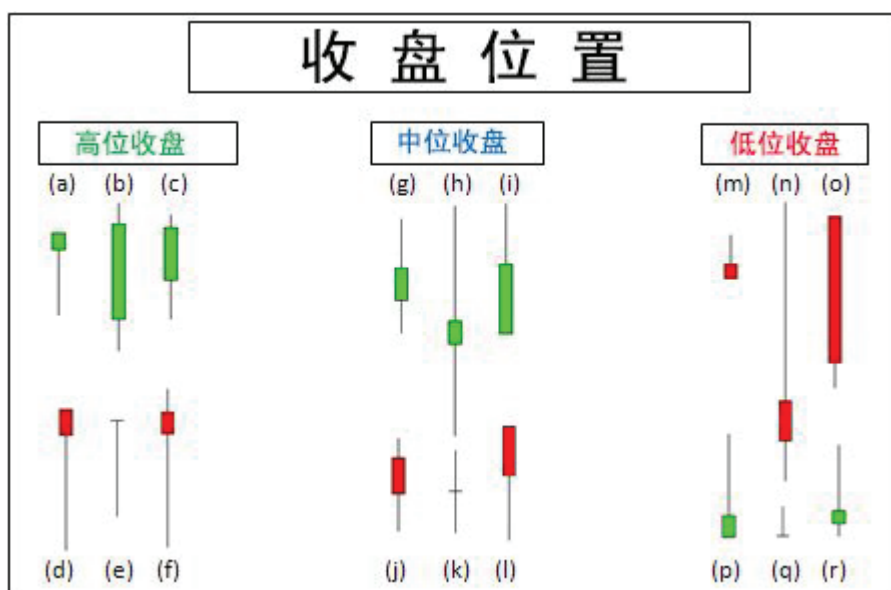 收盘位置
高位收盘 中位收盘 低位收盘
(a) (b) (c) (g) (h) (i) (m) (n) (o)
(d) (e) (f) (j) (k) (l) (p) (q) (r)